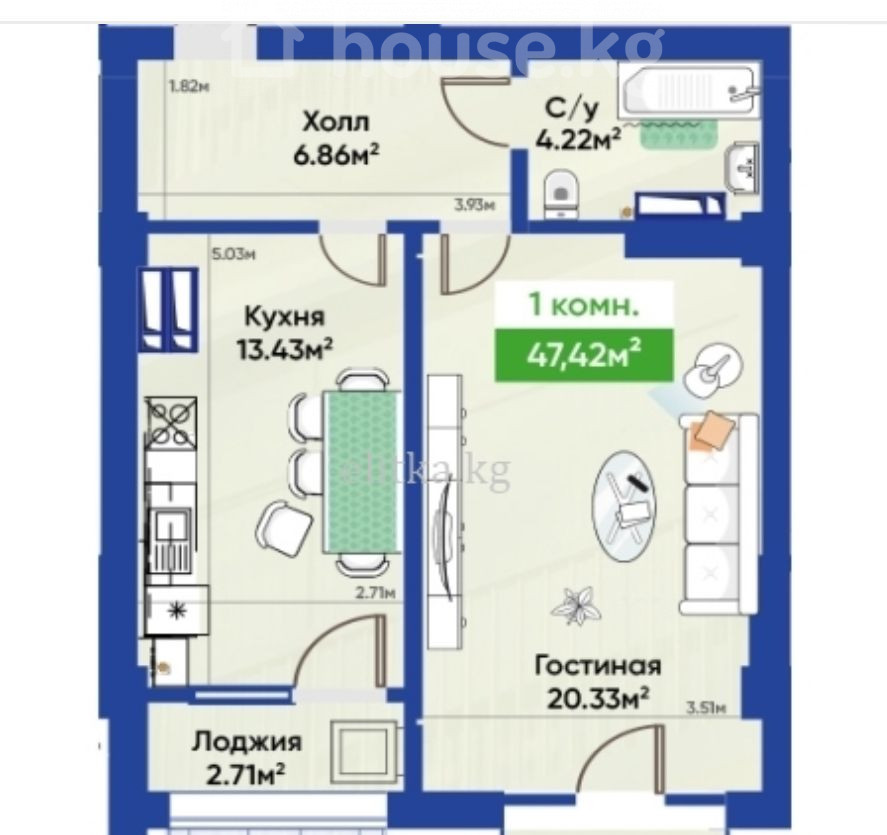 house.kg
1.82м
Холл
6.86м²
С/у
4.22м²
3.93м
5.03м
Кухня
13.43м²
1 комн.
47,42м²
elitka.kg
2.71м
Гостиная
20.33м²
3.51м
Лоджия
2.71м²